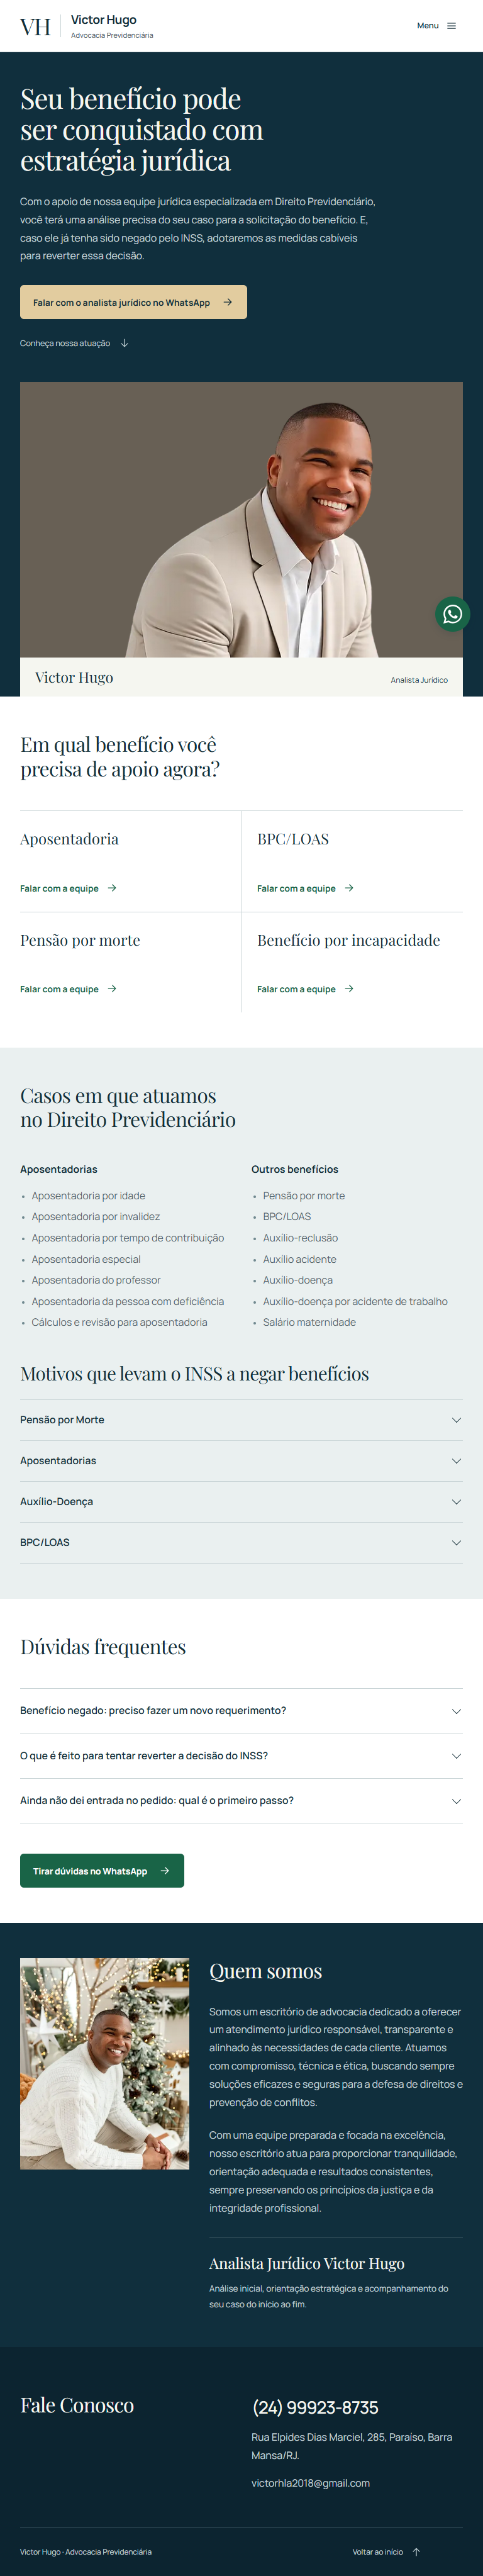 VH
Victor Hugo
Advocacia Previdenciária
Menu
Seu benefício pode
ser conquistado com
estratégia jurídica
Com o apoio de nossa equipe jurídica especializada em Direito Previdenciário,
você terá uma análise precisa do seu caso para a solicitação do benefício. E,
caso ele já tenha sido negado pelo INSS, adotaremos as medidas cabíveis
para reverter essa decisão.
Falar com o analista jurídico no WhatsApp
Conheça nossa atuação
Victor Hugo
Analista Jurídico
Em qual benefício você
precisa de apoio agora?
Aposentadoria
Falar com a equipe
BPC/LOAS
Falar com a equipe
Pensão por morte
Falar com a equipe
Benefício por incapacidade
Falar com a equipe
Casos em que atuamos
no Direito Previdenciário
Aposentadorias
Aposentadoria por idade
Aposentadoria por invalidez
Aposentadoria por tempo de contribuição
Aposentadoria especial
Aposentadoria do professor
Aposentadoria da pessoa com deficiência
Cálculos e revisão para aposentadoria
Outros benefícios
Pensão por morte
BPC/LOAS
Auxílio-reclusão
Auxílio acidente
Auxílio-doença
Auxílio-doença por acidente de trabalho
Salário maternidade
Motivos que levam o INSS a negar benefícios
Pensão por Morte
Aposentadorias
Auxílio-Doença
BPC/LOAS
Dúvidas frequentes
Benefício negado: preciso fazer um novo requerimento?
O que é feito para tentar reverter a decisão do INSS?
Ainda não dei entrada no pedido: qual é o primeiro passo?
Tirar dúvidas no WhatsApp
Quem somos
Somos um escritório de advocacia dedicado a oferecer
um atendimento jurídico responsável, transparente e
alinhado às necessidades de cada cliente. Atuamos
com compromisso, técnica e ética, buscando sempre
soluções eficazes e seguras para a defesa de direitos e
prevenção de conflitos.
Com uma equipe preparada e focada na excelência,
nosso escritório atua para proporcionar tranquilidade,
orientação adequada e resultados consistentes,
sempre preservando os princípios da justiça e da
integridade profissional.
Analista Jurídico Victor Hugo
Análise inicial, orientação estratégica e acompanhamento do
seu caso do início ao fim.
Fale Conosco
(24) 99923-8735
Rua Elpides Dias Marciel, 285, Paraíso, Barra
Mansa/RJ.
victorhla2018@gmail.com
Victor Hugo · Advocacia Previdenciária
Voltar ao início